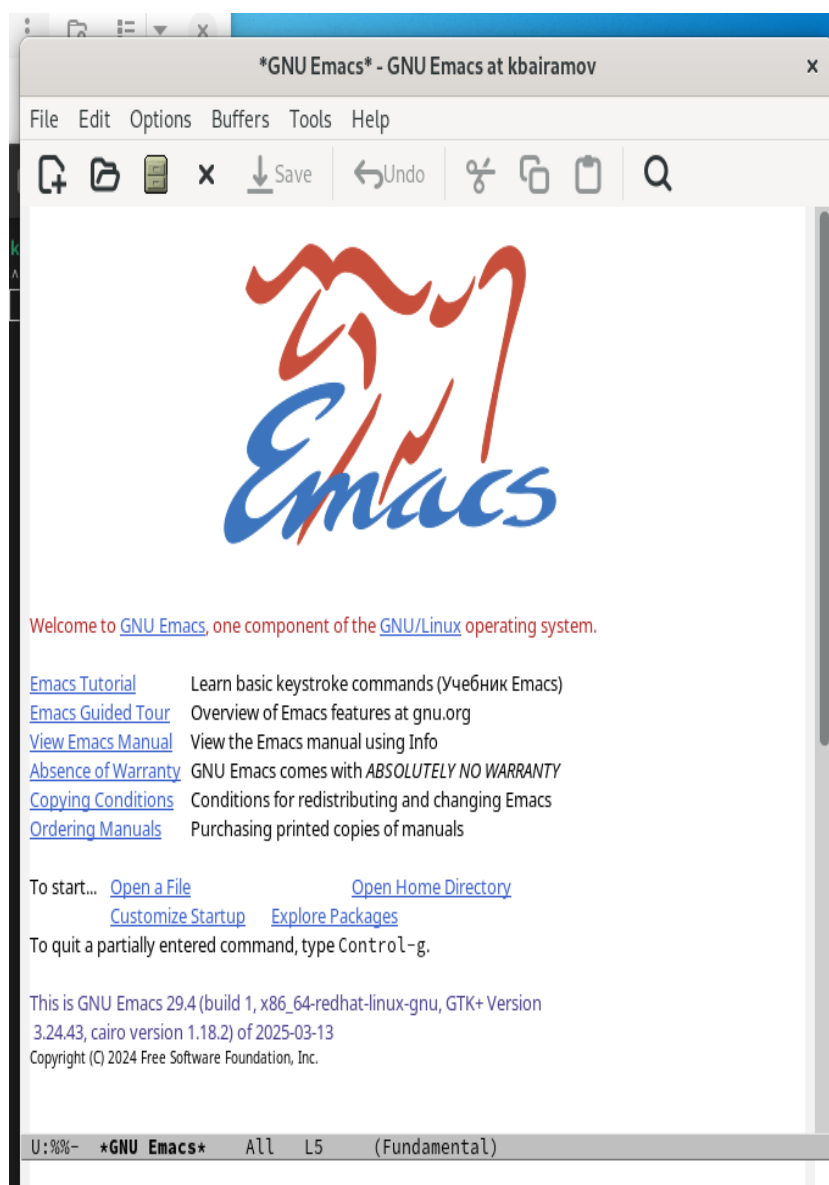 *GNU Emacs* - GNU Emacs at kbairamov
File Edit Options Buffers Tools Help
Save Undo
Emacs
Welcome to GNU Emacs, one component of the GNU/Linux operating system.
Emacs Tutorial Learn basic keystroke commands (Учебник Emacs)
Emacs Guided Tour Overview of Emacs features at gnu.org
View Emacs Manual View the Emacs manual using Info
Absence of Warranty GNU Emacs comes with ABSOLUTELY NO WARRANTY
Copying Conditions Conditions for redistributing and changing Emacs
Ordering Manuals Purchasing printed copies of manuals
To start... Open a File Open Home Directory
Customize Startup Explore Packages
To quit a partially entered command, type Control-g.
This is GNU Emacs 29.4 (build 1, x86_64-redhat-linux-gnu, GTK+ Version
3.24.43, cairo version 1.18.2) of 2025-03-13
Copyright (C) 2024 Free Software Foundation, Inc.
U:%%- *GNU Emacs* All L5 (Fundamental)